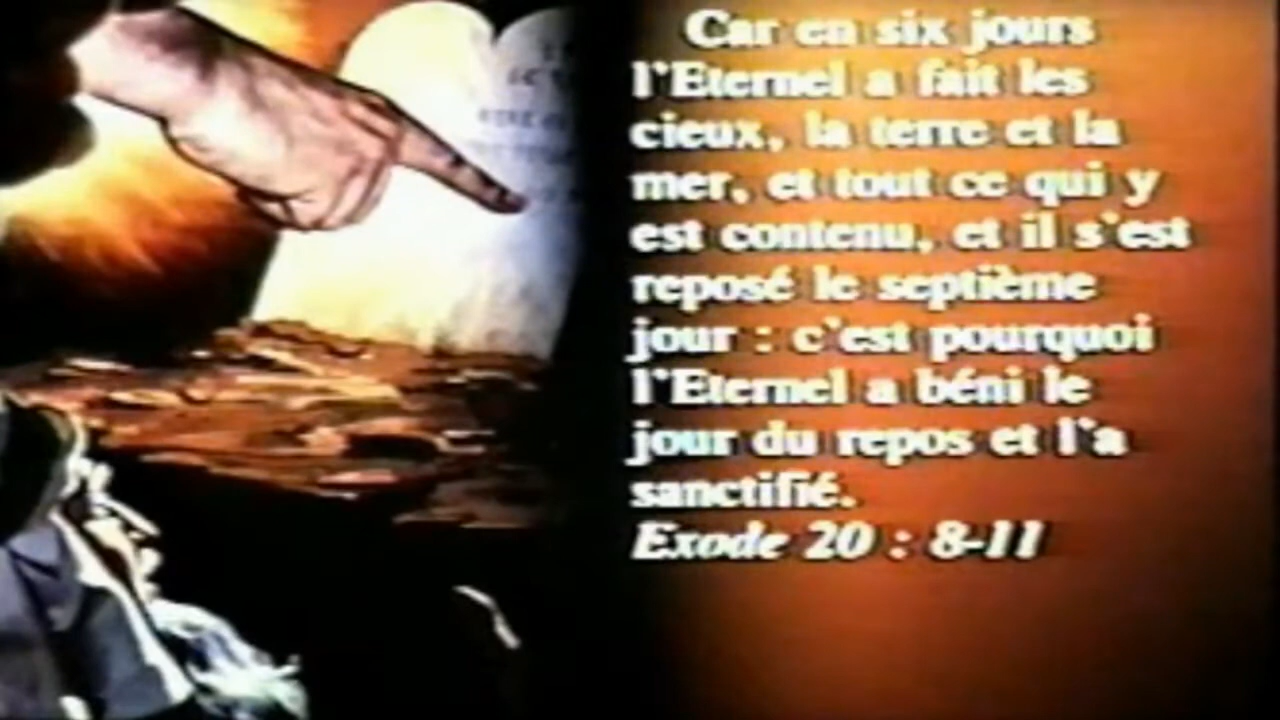 Car en six jours
l'Eternel a fait les
cieux, la terre et la
mer, et tout ce qui y
est contenu, et il s'est
reposé le septième
jour : c'est pourquoi
l'Eternel a béni le
jour du repos et l'a
sanctifié.
Exode 20 : 8-11